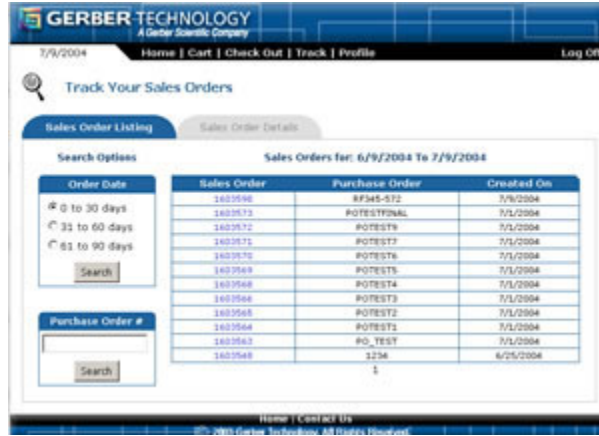 GERBER TECHNOLOGY
A Gerber Scientific Company
7/9/2004 Home | Cart | Check Out | Track | Profile Log Off
Track Your Sales Orders
Sales Order Listing Sales Order Details
Search Options Sales Orders for: 6/9/2004 To 7/9/2004
Order Date Sales Order Purchase Order Created On
0 to 30 days
31 to 60 days
61 to 90 days
Search
1603598 RF345-572 7/9/2004
1603573 POTESTFINAL 7/1/2004
1603572 POTEST9 7/1/2004
1603571 POTEST7 7/1/2004
1603570 POTEST6 7/1/2004
1603569 POTEST5 7/1/2004
1603568 POTEST4 7/1/2004
1603566 POTEST3 7/1/2004
1603565 POTEST2 7/1/2004
1603564 POTEST1 7/1/2004
1603563 PO_TEST 7/1/2004
1603548 1234 6/25/2004
1
Purchase Order #
Search
Home | Contact Us
2003 Gerber Technology. All Rights Reserved.